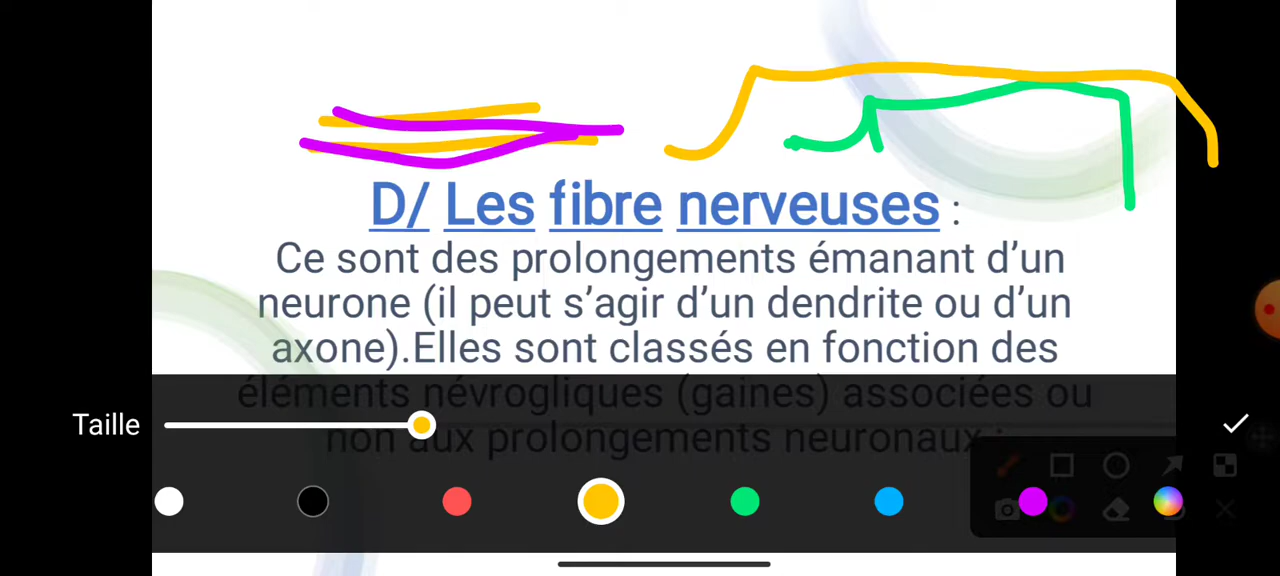 D/ Les fibre nerveuses :
Ce sont des prolongements émanant d’un
neurone (il peut s’agir d’un dendrite ou d’un
axone).Elles sont classés en fonction des
éléments névrogliques (gaines) associées ou
non aux prolongements neuronaux :
Taille